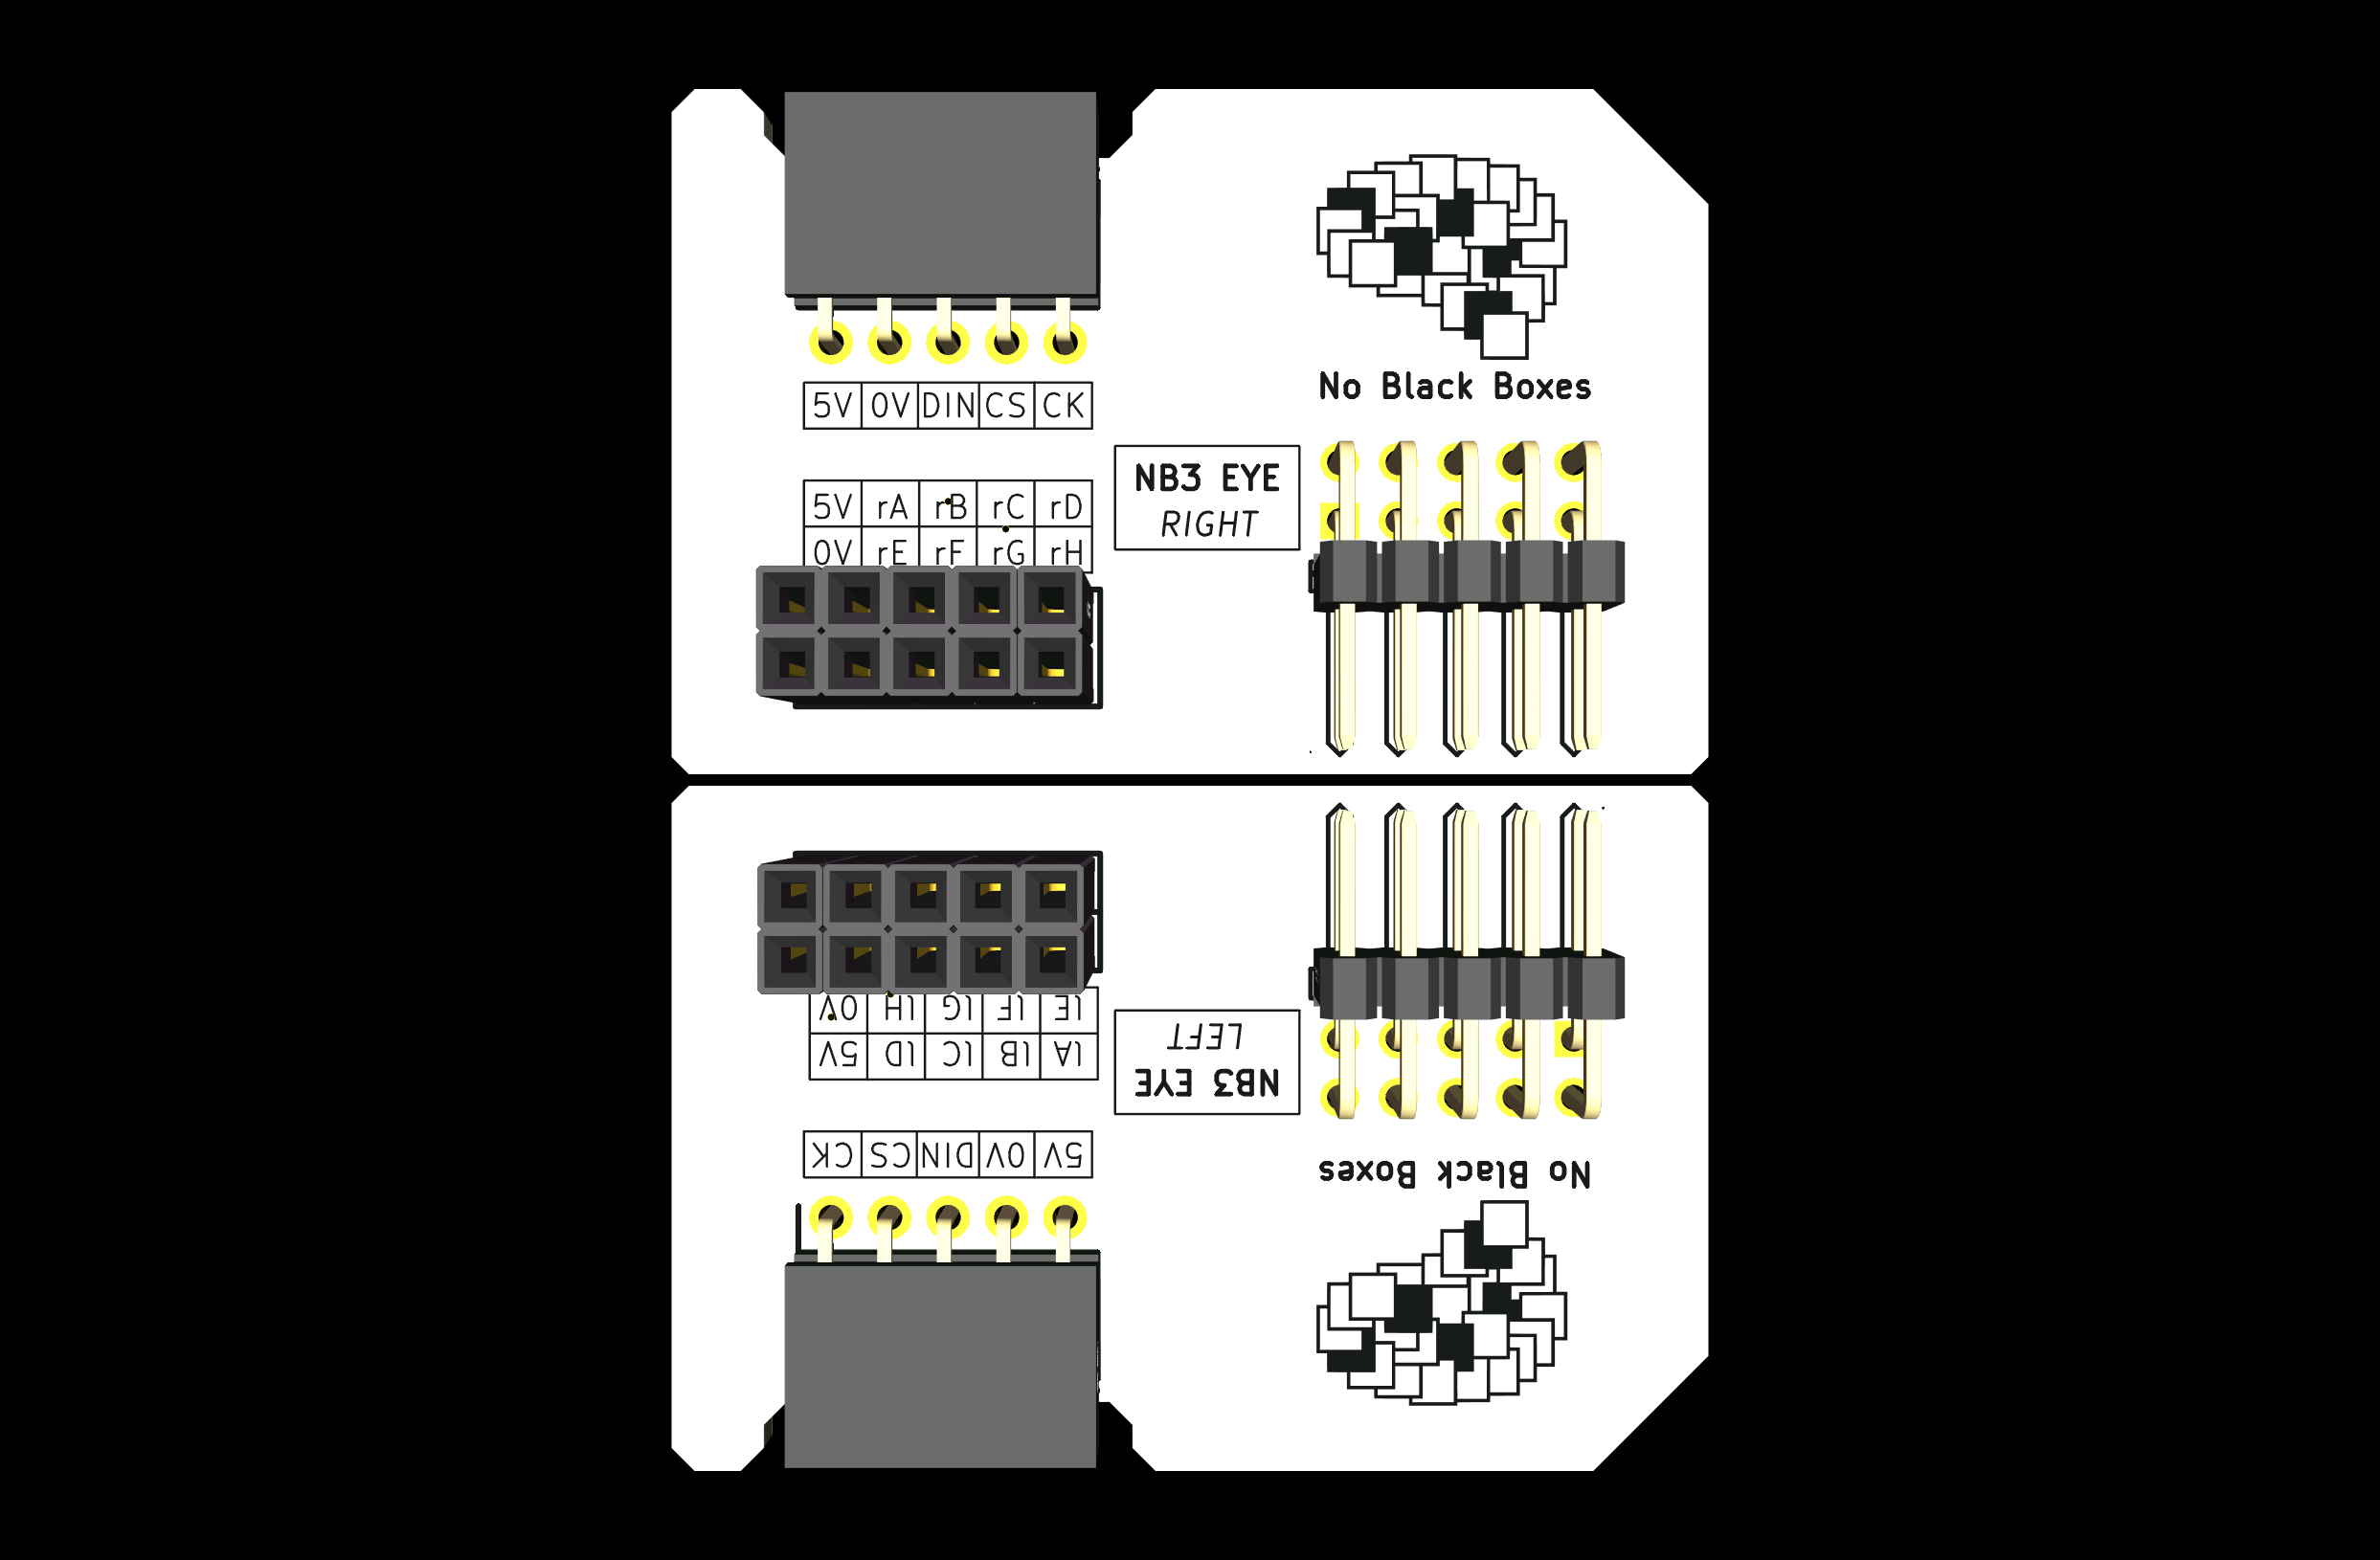 No Black Boxes
5V 0V DIN CS CK
NB3 EYE
RIGHT
5V rA rB rC rD
0V rE rF rG rH
No Black Boxes
5V 0V DIN CS CK
NB3 EYE
LEFT
lA lB lC lD 5V
lE lF lG lH 0V